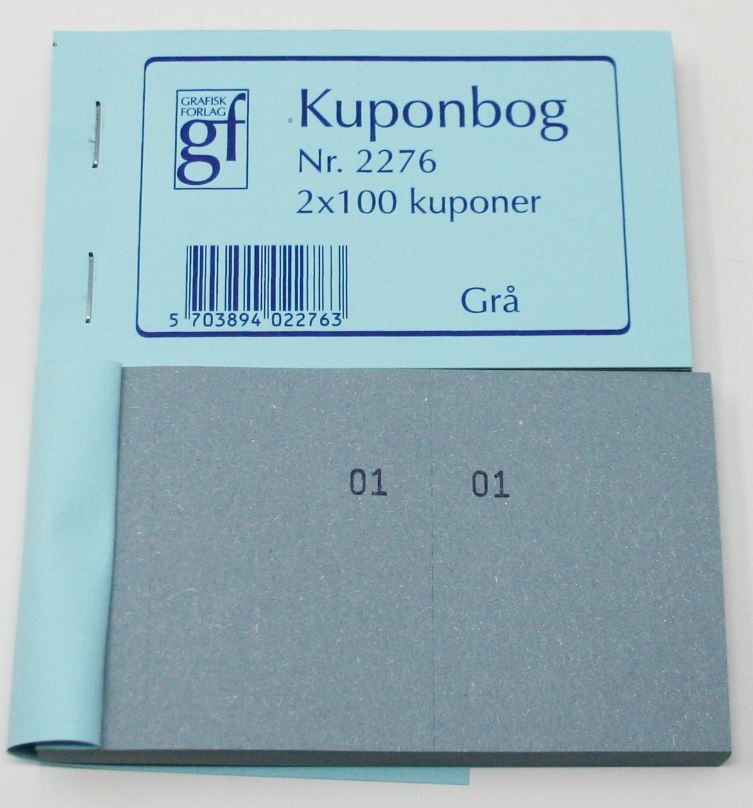 GRAFISK
FORLAG
gf
Kuponbog
Nr. 2276
2x100 kuponer
5 703894 022763
Grå
01 01